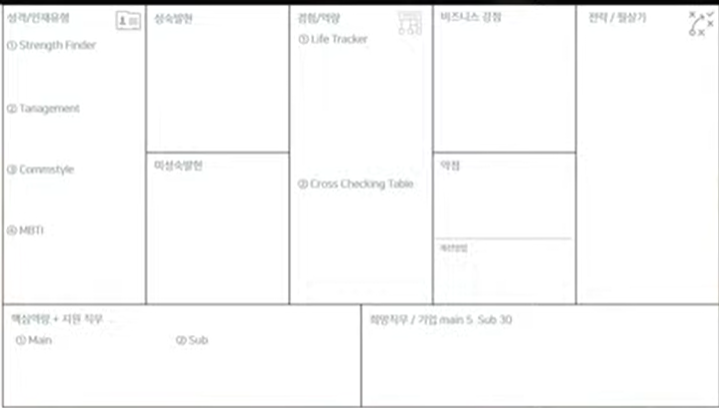 성격/인재유형
① Strength Finder
② Tanagement
③ Commstyle
④ MBTI
성숙발현
미성숙발현
경험/역량
① Life Tracker
② Cross Checking Table
비즈니스 강점
약점
개선방법
전략 / 필살기
핵심역량 + 지원 직무
① Main
② Sub
희망직무 / 기업 main 5 Sub 30